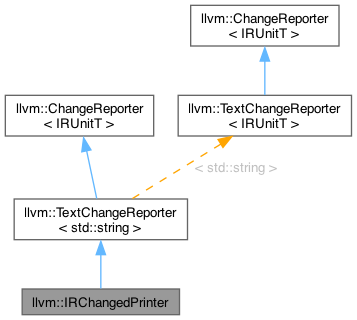 llvm::ChangeReporter
< IRUnitT >
llvm::ChangeReporter
< IRUnitT >
llvm::TextChangeReporter
< IRUnitT >
< std::string >
llvm::TextChangeReporter
< std::string >
llvm::IRChangedPrinter